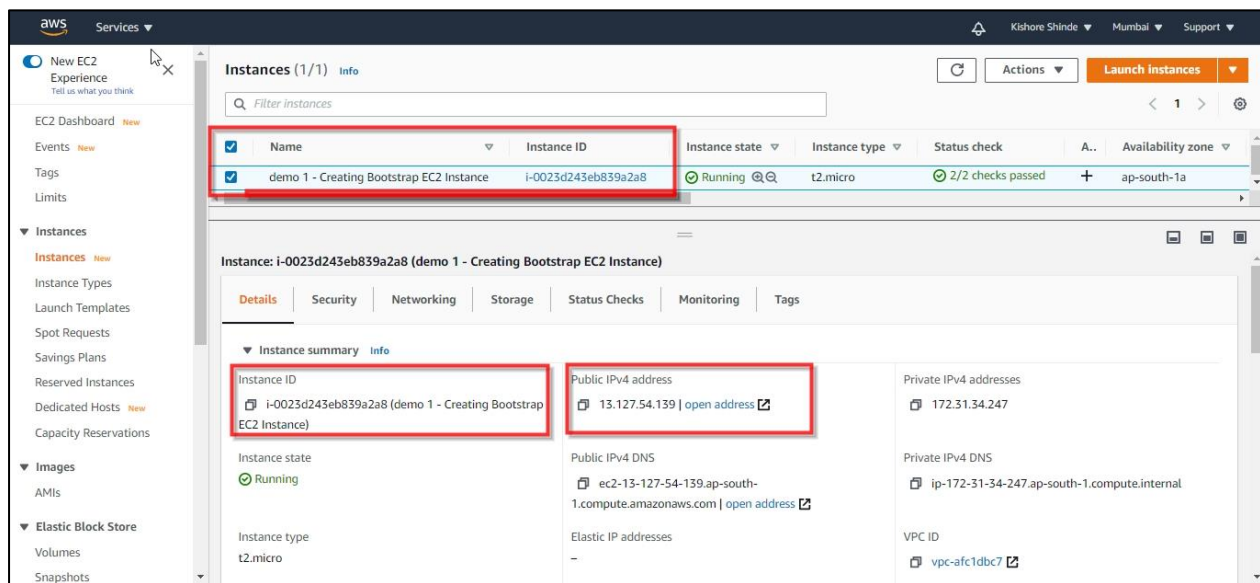 aws Services Kishore Shinde Mumbai Support
New EC2
Experience
Tell us what you think
EC2 Dashboard New
Events New
Tags
Limits
Instances
Instances New
Instance Types
Launch Templates
Spot Requests
Savings Plans
Reserved Instances
Dedicated Hosts New
Capacity Reservations
Images
AMIs
Elastic Block Store
Volumes
Snapshots
Instances (1/1) Info
Actions Launch instances
Filter instances
1
Name Instance ID Instance state Instance type Status check A.. Availability zone
demo 1 - Creating Bootstrap EC2 Instance i-0023d243eb839a2a8 Running t2.micro 2/2 checks passed + ap-south-1a
Instance: i-0023d243eb839a2a8 (demo 1 - Creating Bootstrap EC2 Instance)
Details Security Networking Storage Status Checks Monitoring Tags
Instance summary Info
Instance ID
i-0023d243eb839a2a8 (demo 1 - Creating Bootstrap
EC2 Instance)
Public IPv4 address
13.127.54.139 | open address
Private IPv4 addresses
172.31.34.247
Instance state
Running
Public IPv4 DNS
ec2-13-127-54-139.ap-south-
1.compute.amazonaws.com | open address
Private IPv4 DNS
ip-172-31-34-247.ap-south-1.compute.internal
Instance type
t2.micro
Elastic IP addresses
–
VPC ID
vpc-afc1dbc7